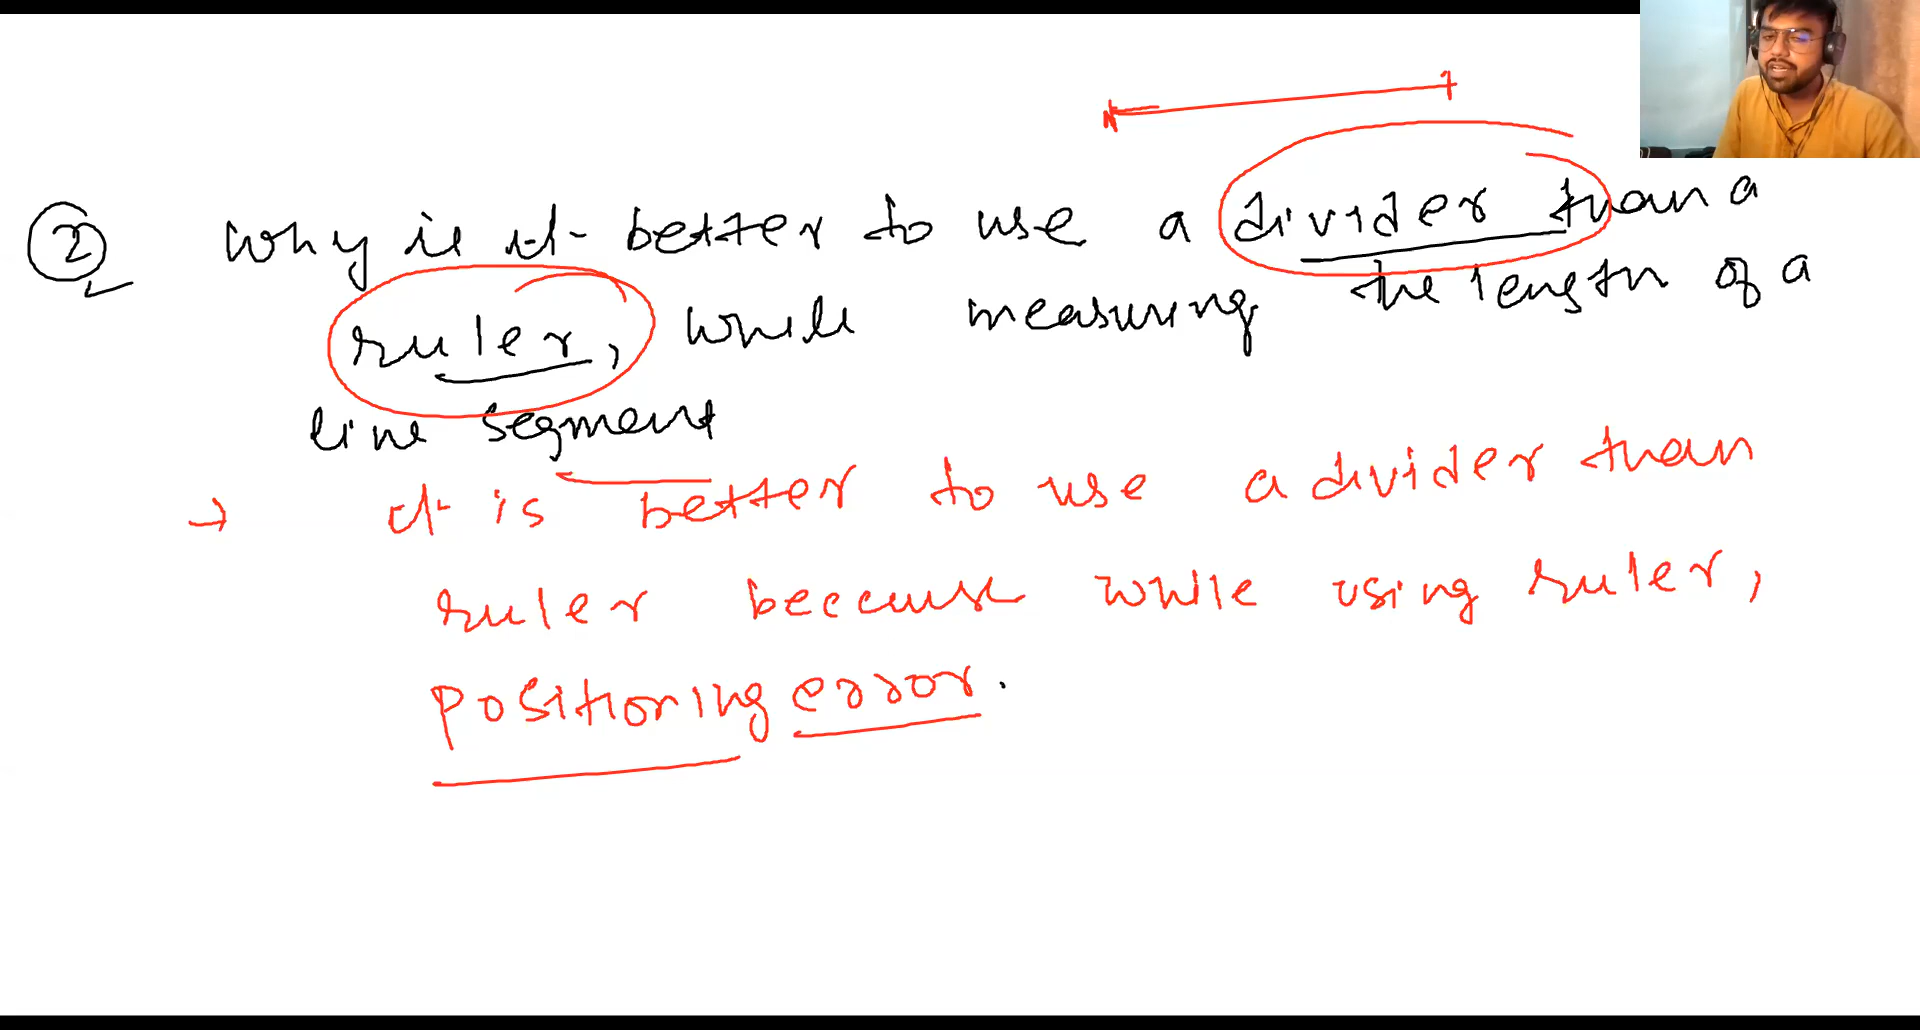 2 Why is it better to use a divider than a
ruler, while measuring the length of a
line segment
→ It is better to use a divider than
ruler because while using ruler,
positioning error.